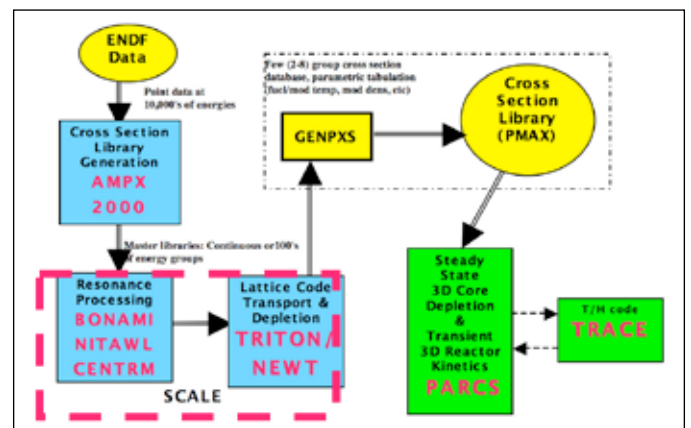 ENDF
Data
Point data at
10,000's of energies
Cross Section
Library
Generation
AMPX
2000
Master libraries: Continuous or100's
of energy groups
Resonance
Processing
BONAMI
NITAWL
CENTRM
Lattice Code
Transport &
Depletion
TRITON/
NEWT
SCALE
Few (2-8) group cross section
database, parametric tabulation
(fuel/mod temp, mod dens, etc)
GENPXS
Cross
Section
Library
(PMAX)
Steady
State
3D Core
Depletion
&
Transient
3D Reactor
Kinetics
PARCS
T/H code
TRACE